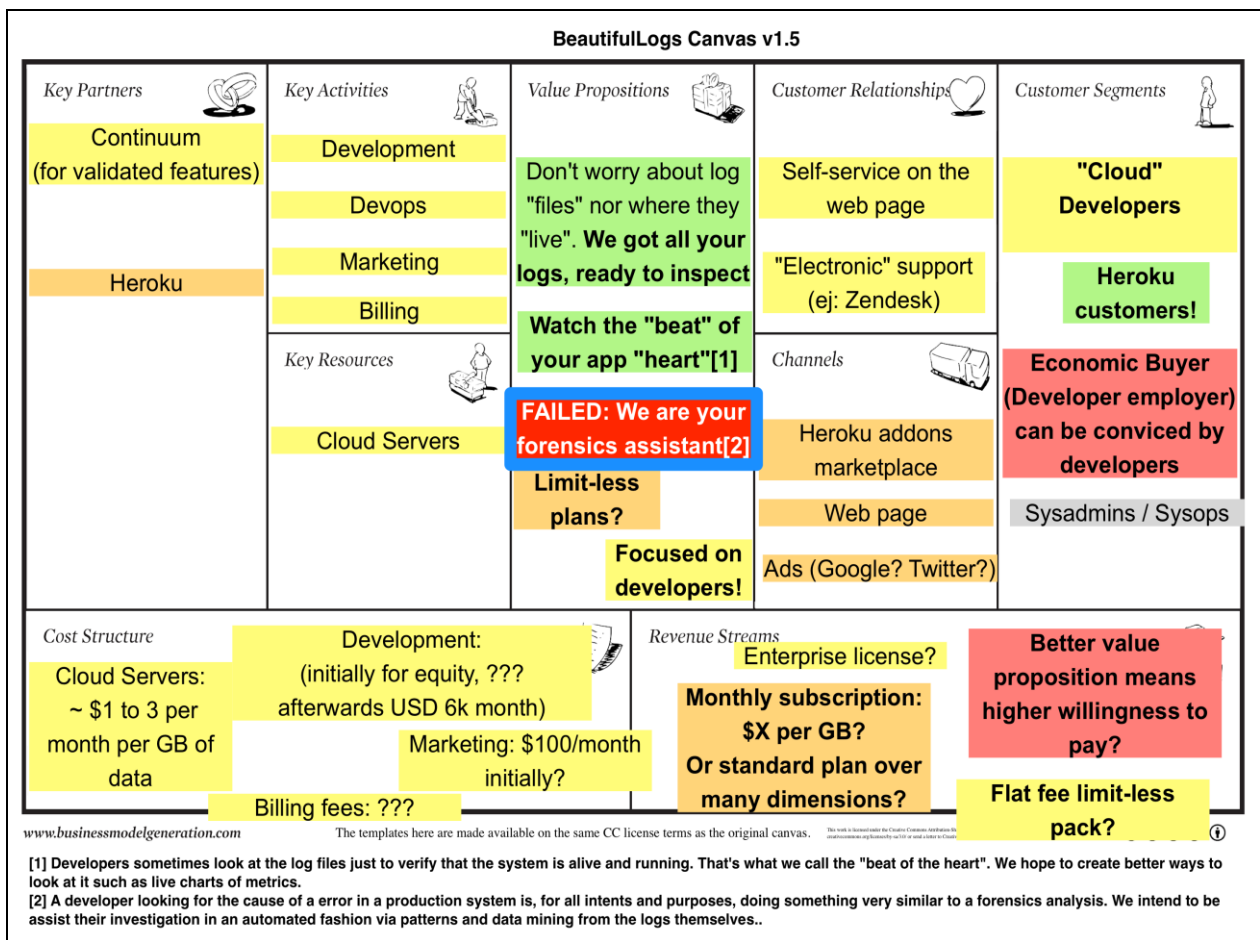 BeautifulLogs Canvas v1.5
Key Partners
Continuum
(for validated features)
Heroku
Key Activities
Development
Devops
Marketing
Billing
Key Resources
Cloud Servers
Value Propositions
Don't worry about log
"files" nor where they
"live". We got all your
logs, ready to inspect
Watch the "beat" of
your app "heart"[1]
FAILED: We are your
forensics assistant[2]
Limit-less
plans?
Focused on
developers!
Customer Relationships
Self-service on the
web page
"Electronic" support
(ej: Zendesk)
Channels
Heroku addons
marketplace
Web page
Ads (Google? Twitter?)
Customer Segments
"Cloud"
Developers
Heroku
customers!
Economic Buyer
(Developer employer)
can be conviced by
developers
Sysadmins / Sysops
Cost Structure
Cloud Servers:
~ $1 to 3 per
month per GB of
data
Development:
(initially for equity, ???
afterwards USD 6k month)
Marketing: $100/month
initially?
Billing fees: ???
Revenue Streams
Enterprise license?
Monthly subscription:
$X per GB?
Or standard plan over
many dimensions?
Better value
proposition means
higher willingness to
pay?
Flat fee limit-less
pack?
www.businessmodelgeneration.com
The templates here are made available on the same CC license terms as the original canvas.
[1] Developers sometimes look at the log files just to verify that the system is alive and running. That's what we call the "beat of the heart". We hope to create better ways to
look at it such as live charts of metrics.
[2] A developer looking for the cause of a error in a production system is, for all intents and purposes, doing something very similar to a forensics analysis. We intend to be
assist their investigation in an automated fashion via patterns and data mining from the logs themselves..